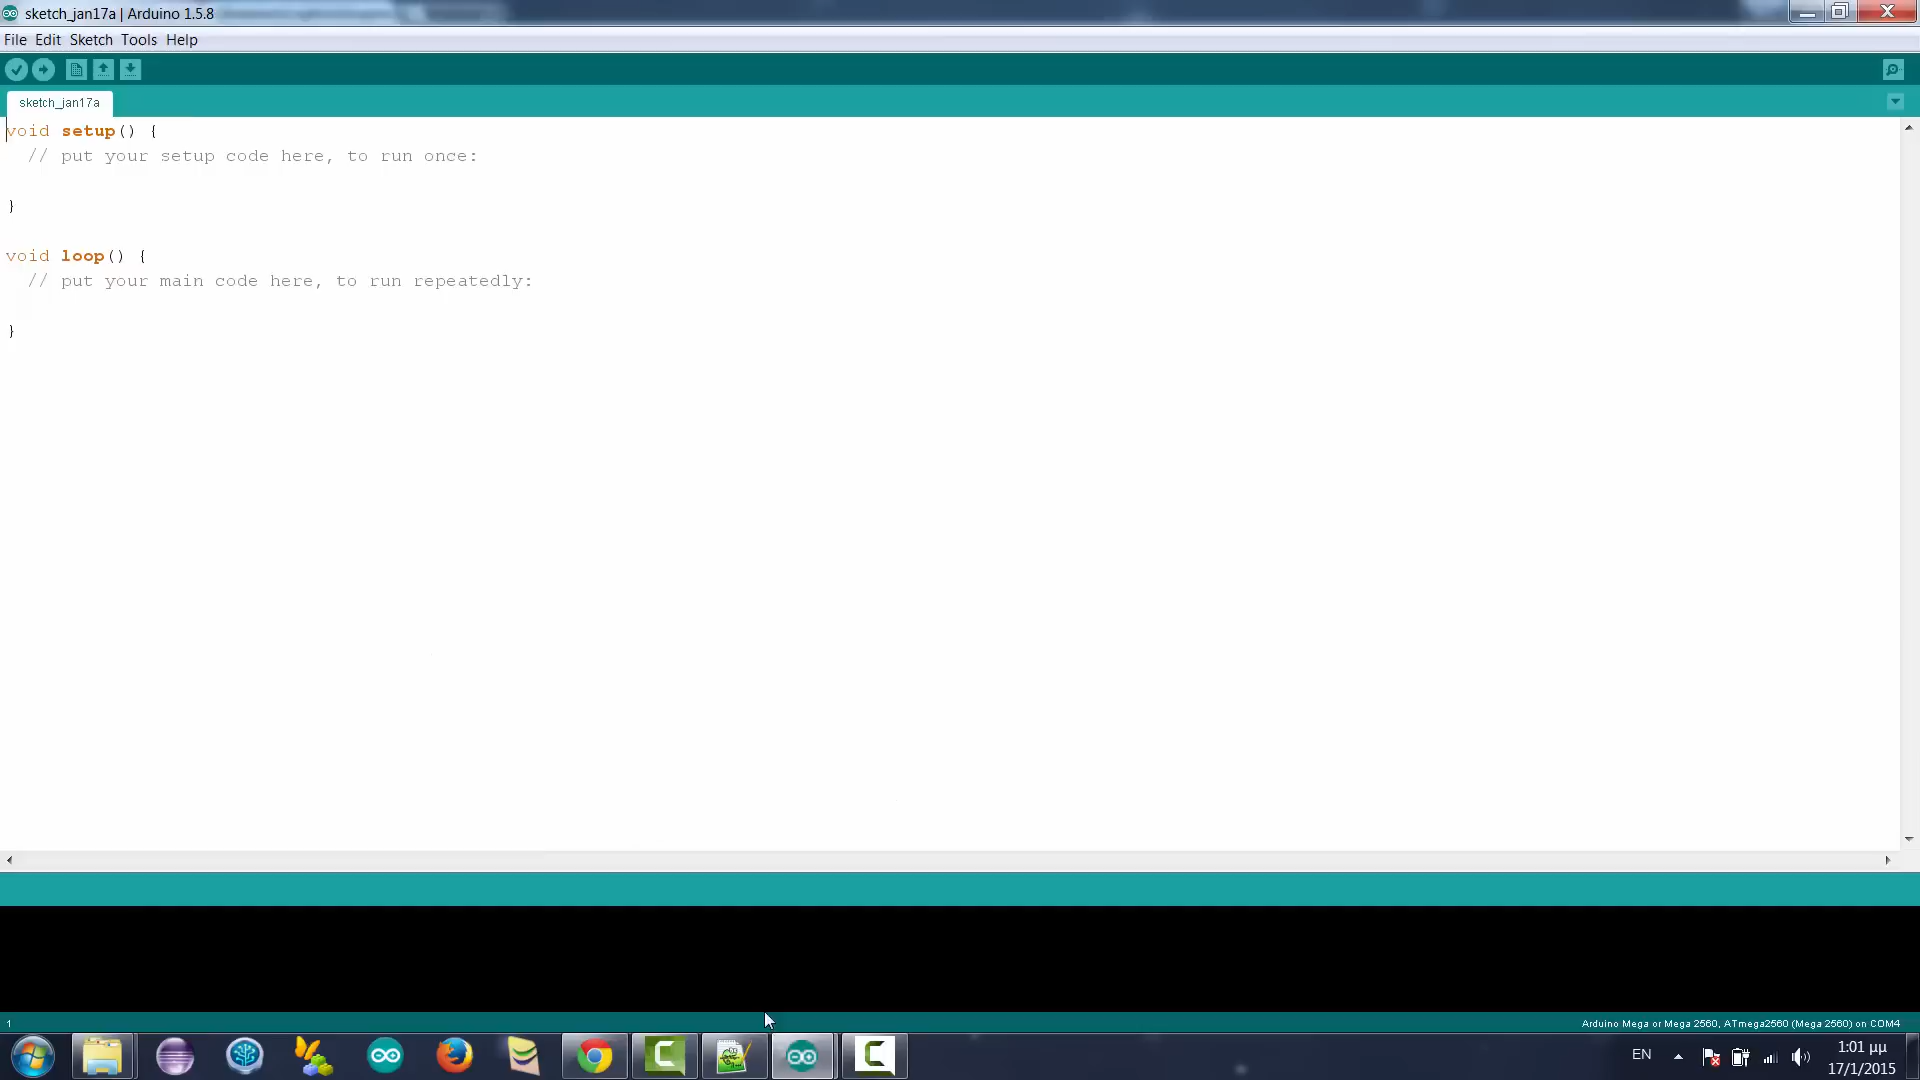 sketch_jan17a | Arduino 1.5.8
File Edit Sketch Tools Help
sketch_jan17a
void setup() {
  // put your setup code here, to run once:
}
void loop() {
  // put your main code here, to run repeatedly:
}
1
Arduino Mega or Mega 2560, ATmega2560 (Mega 2560) on COM4
EN
1:01 μμ
17/1/2015